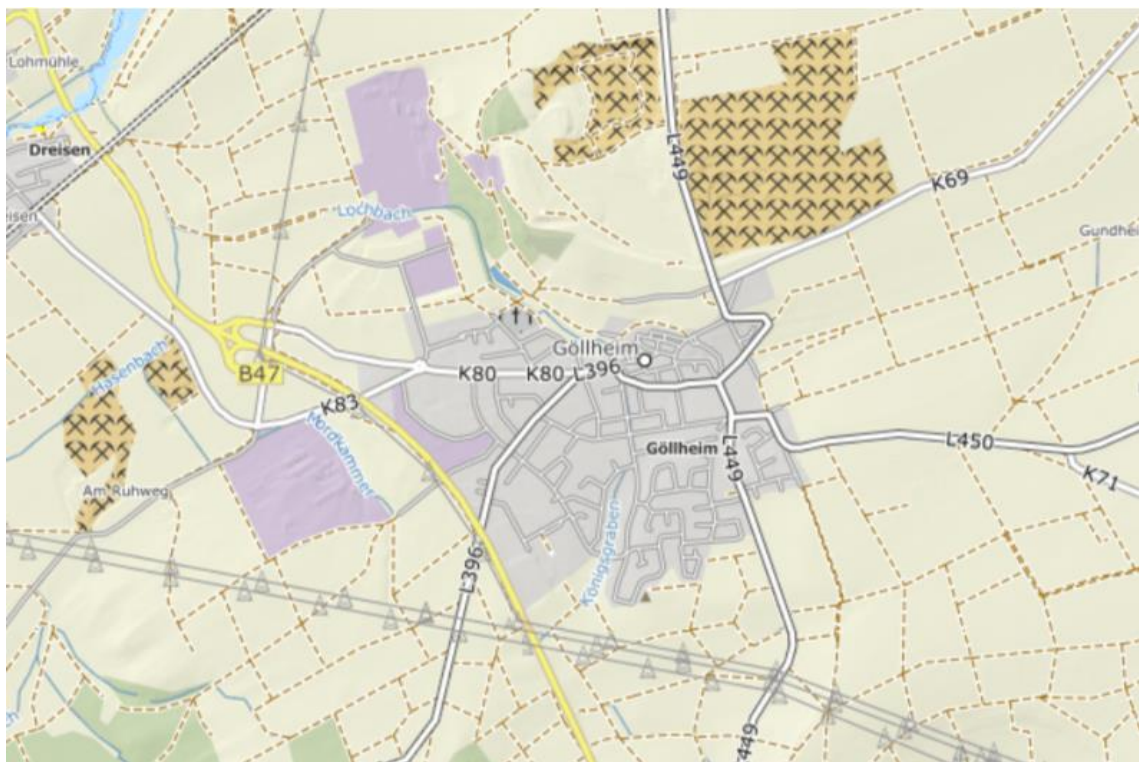 Lohmühle
Dreisen
eisen
Lochbach
L449
K69
Gundhei
Göllheim
B47
K80
K80
L396
Hasenbach
K83
Mordkammer
Göllheim
L449
L450
K71
Am Ruhweg
Königsgraben
L396
L449